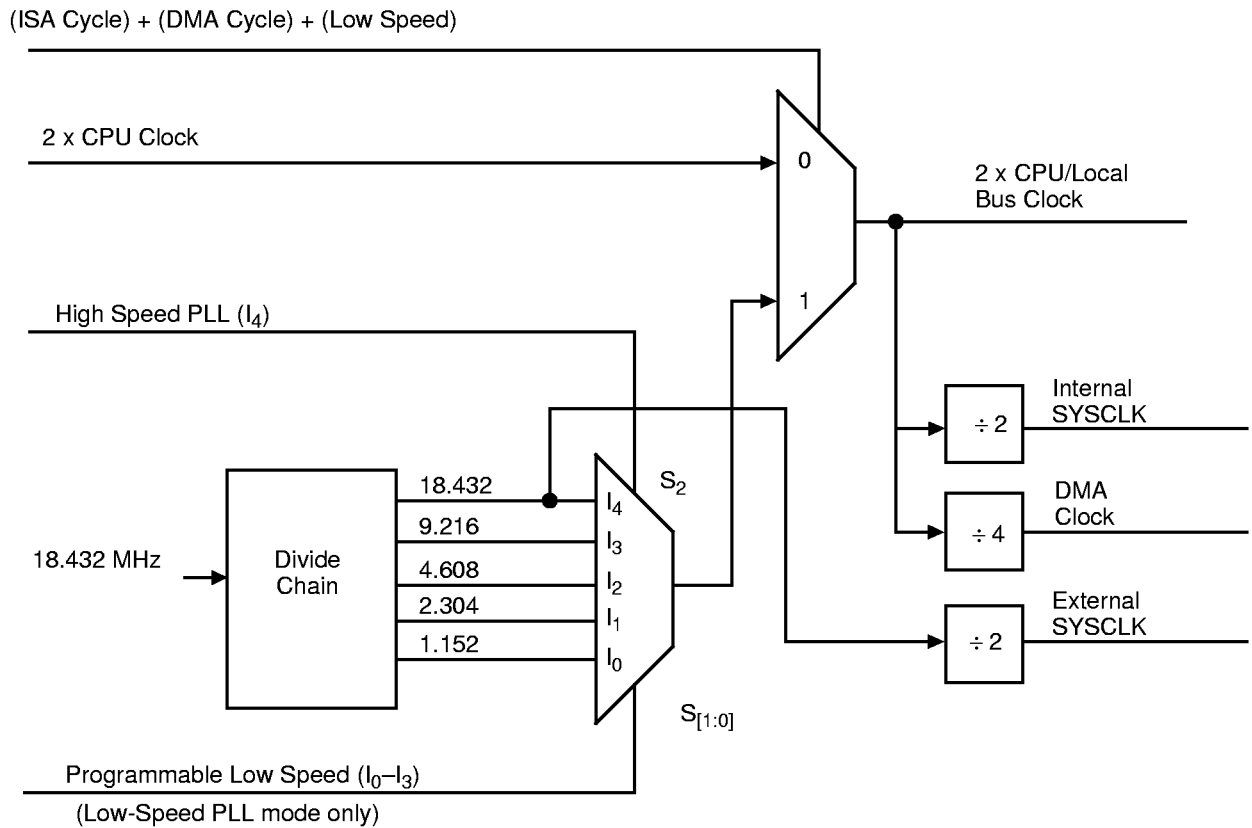 (ISA Cycle) + (DMA Cycle) + (Low Speed)
2 x CPU Clock
0
2 x CPU/Local
Bus Clock
High Speed PLL (I4)
1
Internal
SYSCLK
÷ 2
18.432
S2
I4
DMA
Clock
÷ 4
9.216
I3
18.432 MHz
Divide
Chain
4.608
I2
2.304
I1
External
SYSCLK
÷ 2
1.152
I0
S[1:0]
Programmable Low Speed (I0–I3)
(Low-Speed PLL mode only)